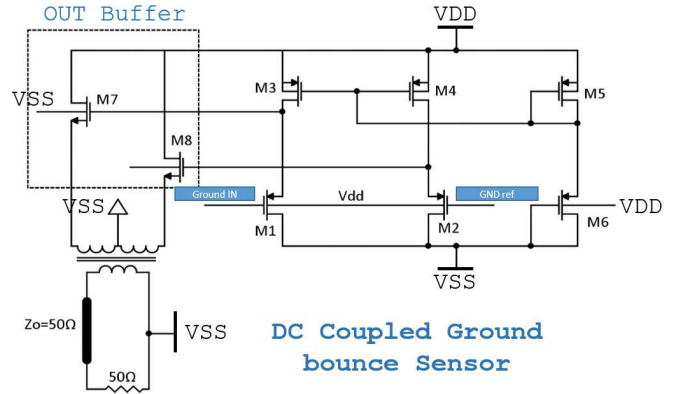 OUT Buffer
VDD
M3
M4
M5
VSS
M7
M8
Ground IN
Vdd
GND ref
VSS
VDD
M1
M2
M6
VSS
Zo=50Ω
VSS
50Ω
DC Coupled Ground
bounce Sensor